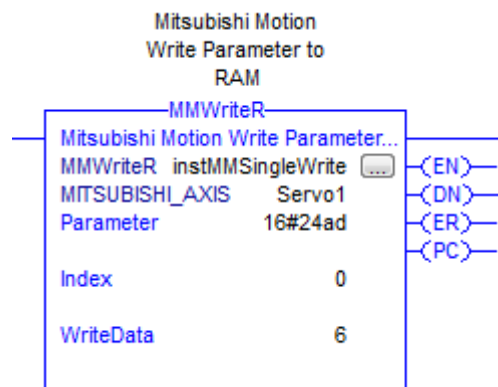 Mitsubishi Motion
Write Parameter to
RAM
MMWriteR
Mitsubishi Motion Write Parameter...
MMWriteR instMMSingleWrite ...
(EN)
MITSUBISHI_AXIS Servo1
(DN)
Parameter 16#24ad
(ER)
(PC)
Index 0
WriteData 6